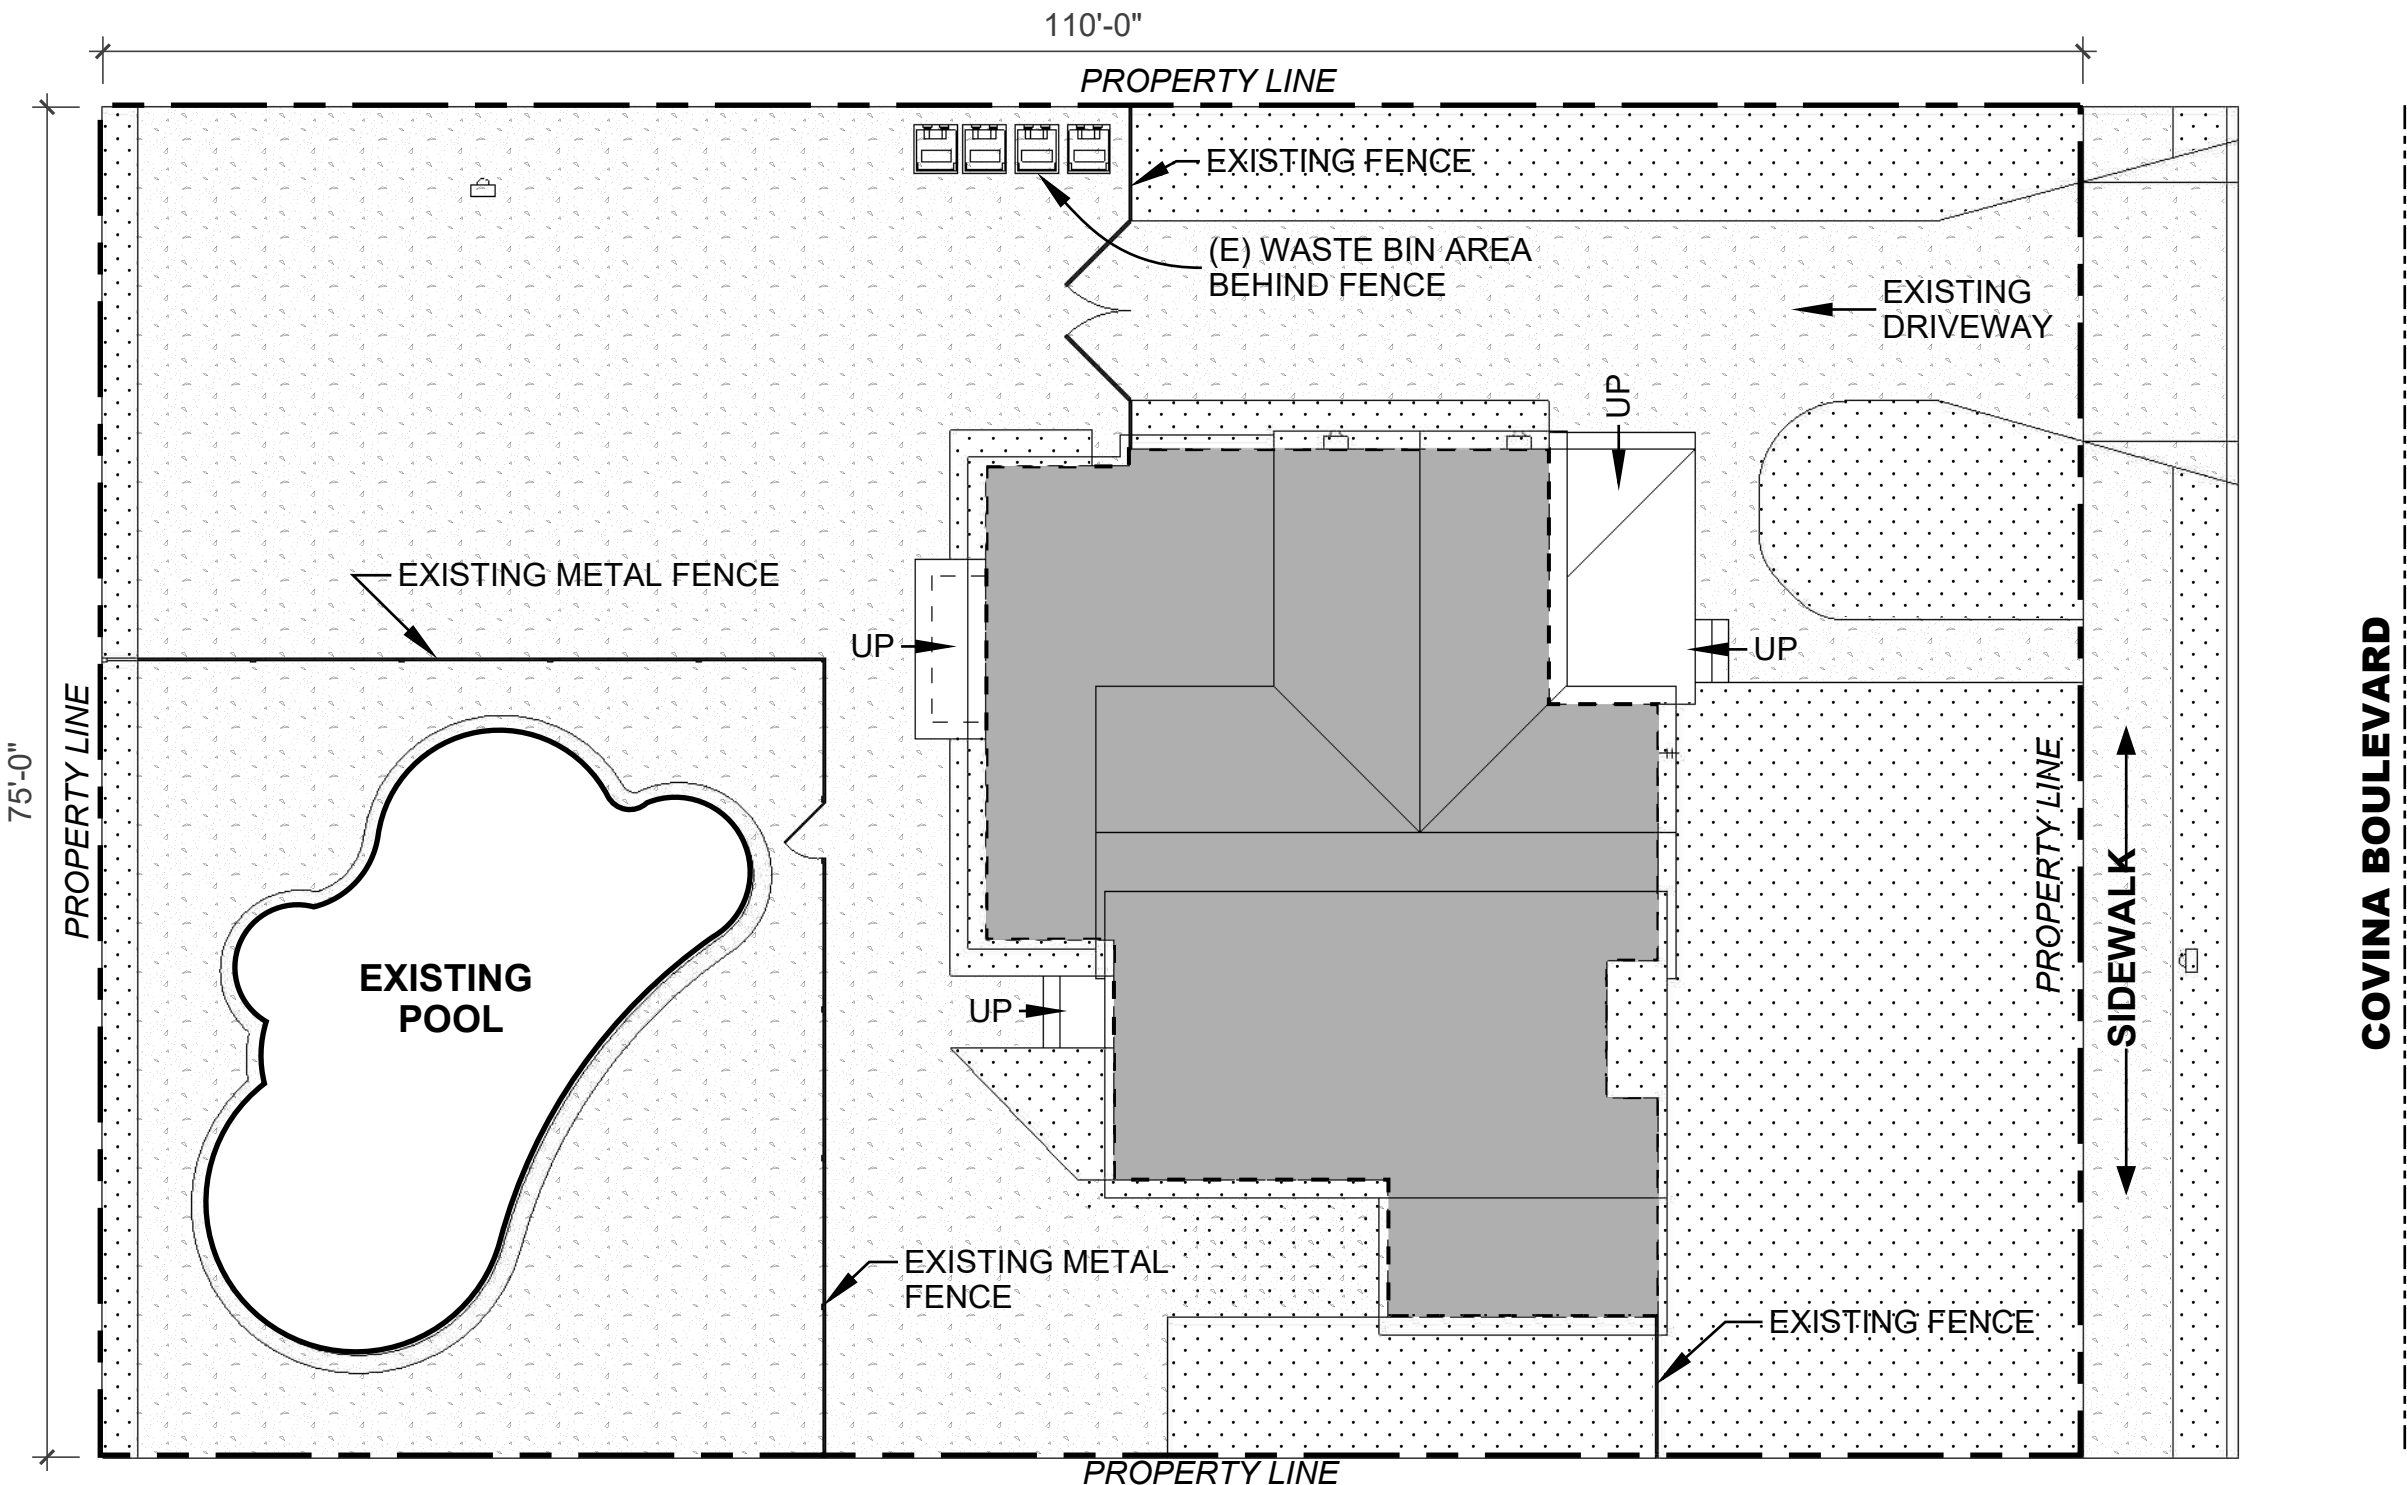 110'-0"
PROPERTY LINE
EXISTING FENCE
(E) WASTE BIN AREA
BEHIND FENCE
EXISTING
DRIVEWAY
UP
EXISTING METAL FENCE
UP
UP
75'-0"
PROPERTY LINE
PROPERTY LINE
SIDEWALK
COVINA BOULEVARD
EXISTING
POOL
UP
EXISTING METAL
FENCE
EXISTING FENCE
PROPERTY LINE